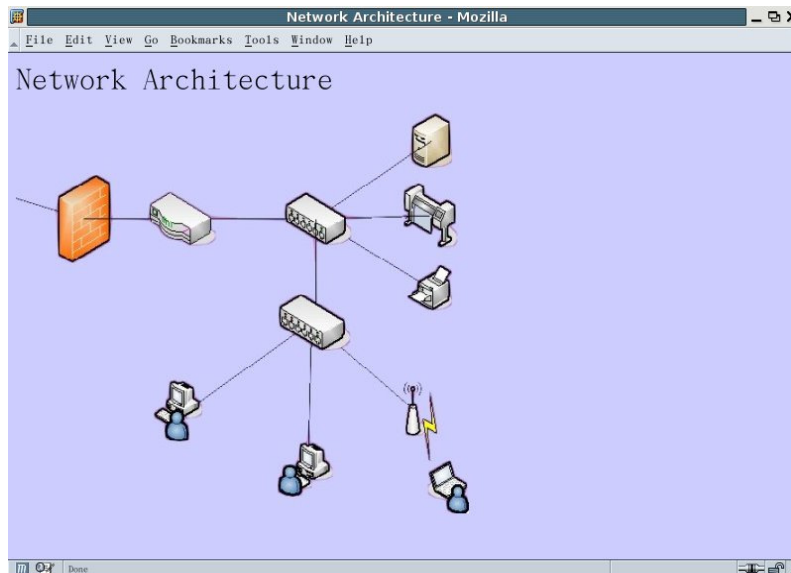 Network Architecture - Mozilla
File Edit View Go Bookmarks Tools Window Help
Network Architecture
Done